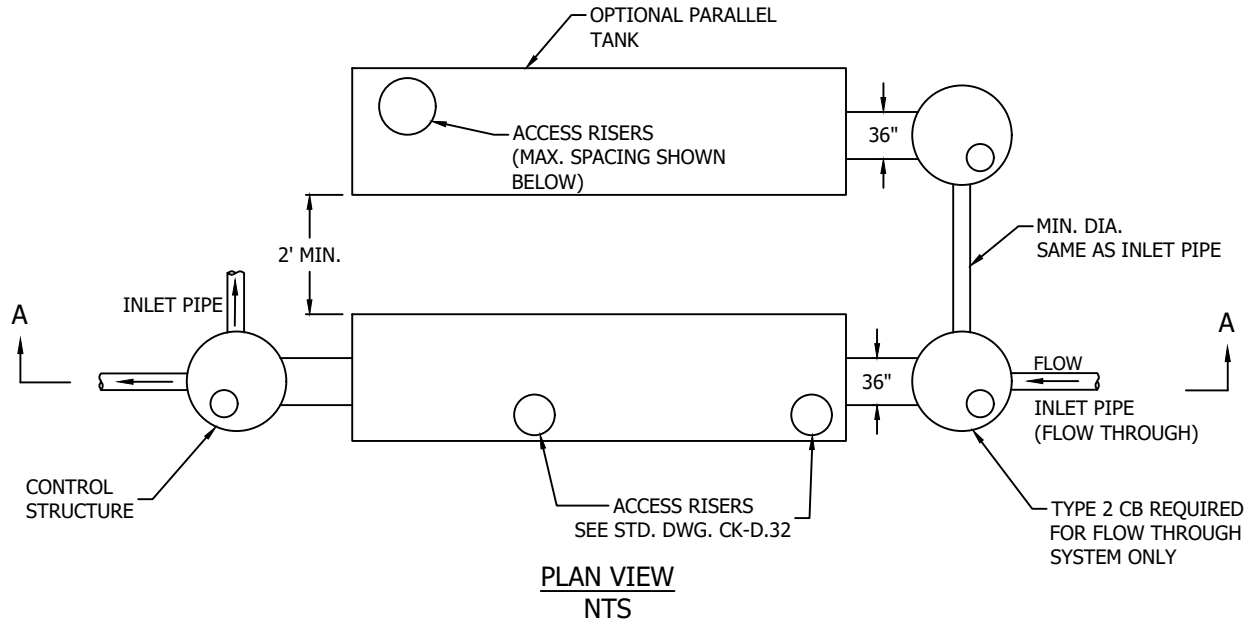 OPTIONAL PARALLEL
TANK
ACCESS RISERS
(MAX. SPACING SHOWN
BELOW)
36"
MIN. DIA.
SAME AS INLET PIPE
2' MIN.
INLET PIPE
A
A
FLOW
36"
INLET PIPE
(FLOW THROUGH)
CONTROL
STRUCTURE
ACCESS RISERS
SEE STD. DWG. CK-D.32
TYPE 2 CB REQUIRED
FOR FLOW THROUGH
SYSTEM ONLY
PLAN VIEW
NTS